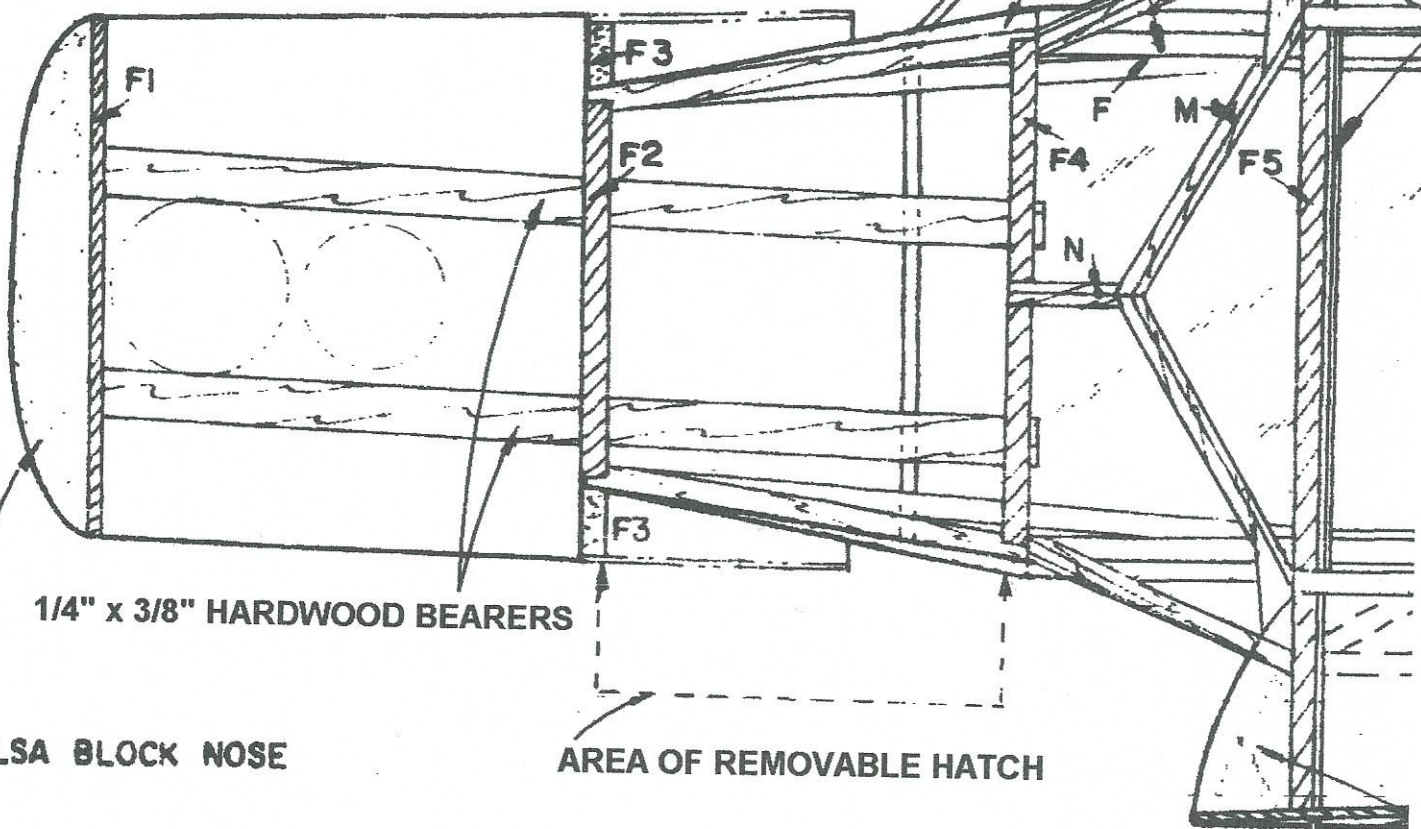 F1
F3
F2
F
M
F4
F5
N
F3
1/4" x 3/8" HARDWOOD BEARERS
LSA BLOCK NOSE
AREA OF REMOVABLE HATCH